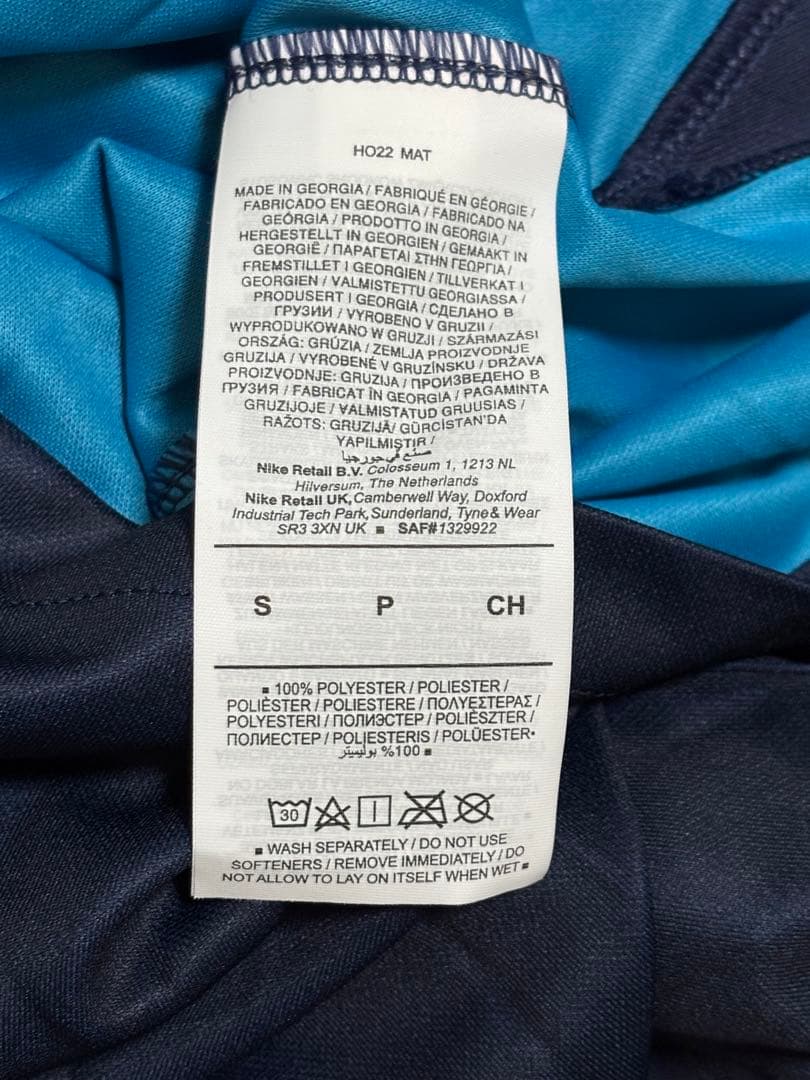 HO22 MAT
MADE IN GEORGIA / FABRIQUÉ EN GÉORGIE /
FABRICADO EN GEORGIA / FABRICADO NA
GEÓRGIA / PRODOTTO IN GEORGIA /
HERGESTELLT IN GEORGIEN / GEMAAKT IN
GEORGIË / ΠΑΡΑΓΕΤΑΙ ΣΤΗΝ ΓΕΩΡΓΙΑ /
FREMSTILLET I GEORGIEN / TILLVERKAT I
GEORGIEN / VALMISTETTU GEORGIASSA /
PRODUSERT I GEORGIA / СДЕЛАНО В
ГРУЗИИ / VYROBENO V GRUZII /
WYPRODUKOWANO W GRUZJI / SZÁRMAZÁSI
ORSZÁG: GRÚZIA / ZEMLJA PROIZVODNJE
GRUZIJA / VYROBENÉ V GRUZÍNSKU / DRŽAVA
PROIZVODNJE: GRUZIJA / ПРОИЗВЕДЕНО В
ГРУЗИЯ / FABRICAT ÎN GEORGIA / PAGAMINTA
GRUZIJOJE / VALMISTATUD GRUUSIAS /
RAŽOTS: GRUZIJĀ / GÜRCİSTAN'DA
YAPILMIŞTIR /
صنع في جورجيا
Nike Retail B.V. Colosseum 1, 1213 NL
Hilversum, The Netherlands
Nike Retail UK, Camberwell Way, Doxford
Industrial Tech Park, Sunderland, Tyne & Wear
SR3 3XN UK ▪ SAF#1329922
S P CH
▪ 100% POLYESTER / POLIESTER /
POLIÈSTER / POLIESTERE / ΠΟΛΥΕΣΤΕΡΑΣ /
POLYESTERI / ПОЛИЭСТЕР / POLIÉSZTER /
ПОЛИЕСТЕР / POLIESTERIS / POLÜESTER•
100% بوليستر ▪
30
▪ WASH SEPARATELY / DO NOT USE
SOFTENERS / REMOVE IMMEDIATELY / DO
NOT ALLOW TO LAY ON ITSELF WHEN WET ▪